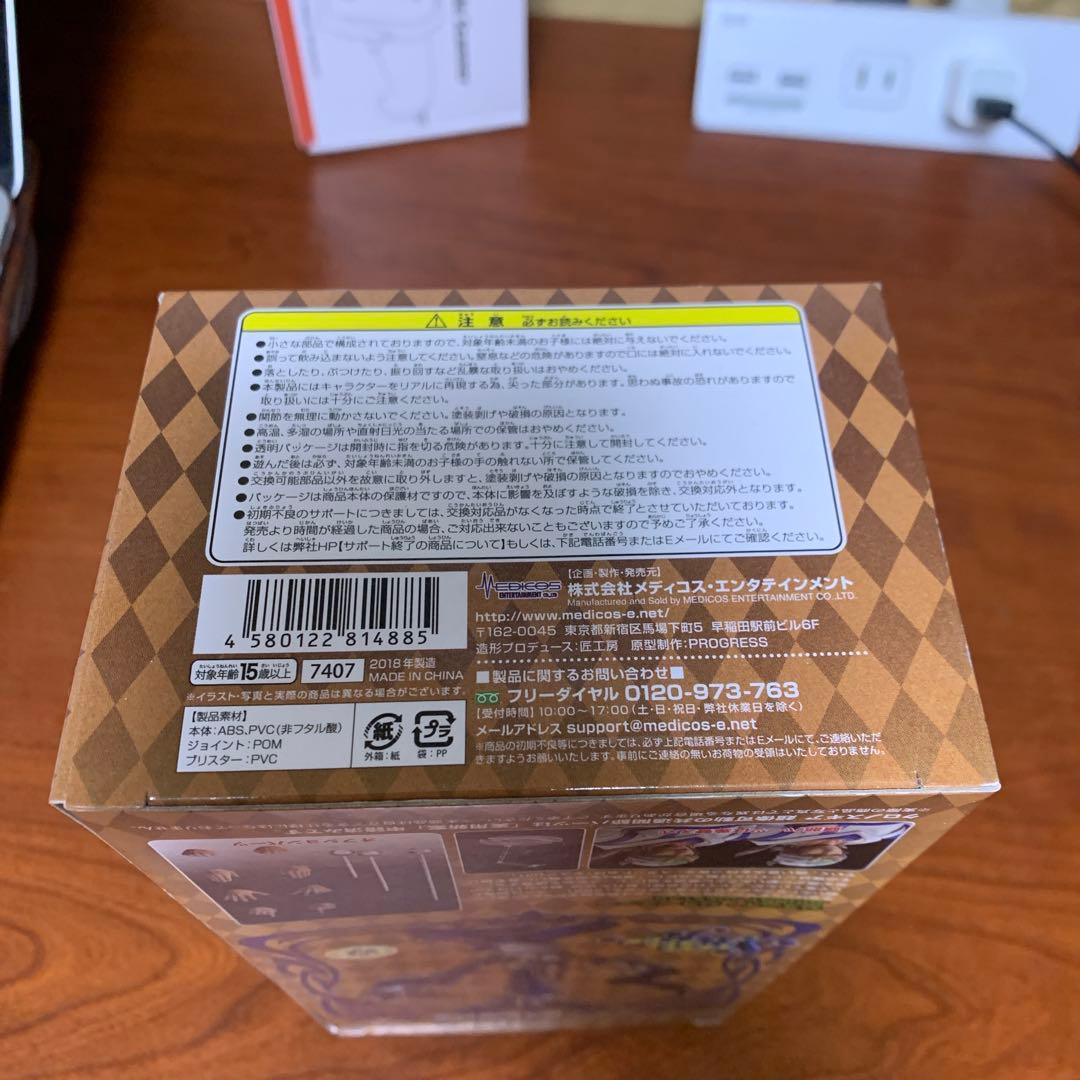 注意 必ずお読みください
●小さな部品で構成されておりますので、対象年齢未満のお子様には絶対に与えないでください。
●誤って飲み込まないよう注意してください。窒息などの危険がありますので口には絶対に入れないでください。
●落としたり、ぶつけたり、振り回すなど乱暴な取り扱いはおやめください。
●本製品にはキャラクターをリアルに再現する為、尖った部分があります。思わぬ事故の恐れがありますので
取り扱いには十分にご注意ください。
●関節を無理に動かさないでください。塗装剥げや破損の原因となります。
●高温、多湿の場所や直射日光の当たる場所での保管はおやめください。
●透明パッケージは開封時に指を切る危険があります。十分に注意して開封してください。
●遊んだ後は必ず、対象年齢未満のお子様の手の触れない所で保管してください。
●交換可能部品以外を故意に取り外しますと、塗装剥げや破損の原因となりますのでおやめください。
●パッケージは商品本体の保護材ですので、本体に影響を及ぼすような破損を除き、交換対応外となります。
●初期不良のサポートにつきましては、交換対応品がなくなった時点で終了とさせていただいております。
発売より時間が経過した商品の場合、ご対応出来ないこともございますので予めご了承ください。
詳しくは弊社HP【サポート終了の商品について】もしくは、下記電話番号またはEメールにてご確認ください。
4 580122 814885
対象年齢15歳以上 7407 2018年製造
MADE IN CHINA
※イラスト・写真と実際の商品は異なる場合がございます。
【製品素材】
本体:ABS、PVC(非フタル酸)
ジョイント:POM
ブリスター:PVC
紙
外箱:紙
プラ
袋:PP
MEDICOS
ENTERTAINMENT CO.,LTD.
【企画・製作・発売元】
株式会社メディコス・エンタテインメント
Manufactured and Sold by MEDICOS ENTERTAINMENT CO.,LTD.
http://www.medicos-e.net/
〒162-0045 東京都新宿区馬場下町5 早稲田駅前ビル6F
造形プロデュース:匠工房 原型制作:PROGRESS
■製品に関するお問い合わせ■
フリーダイヤル 0120-973-763
【受付時間】10:00~17:00(土・日・祝日・弊社休業日を除く)
メールアドレス support@medicos-e.net
※商品の初期不良等につきましては、必ず上記電話番号またはEメールにて、ご連絡いただ
きますようお願いいたします。事前にご連絡の無いお荷物の受領はいたしておりません。
オプションパーツ